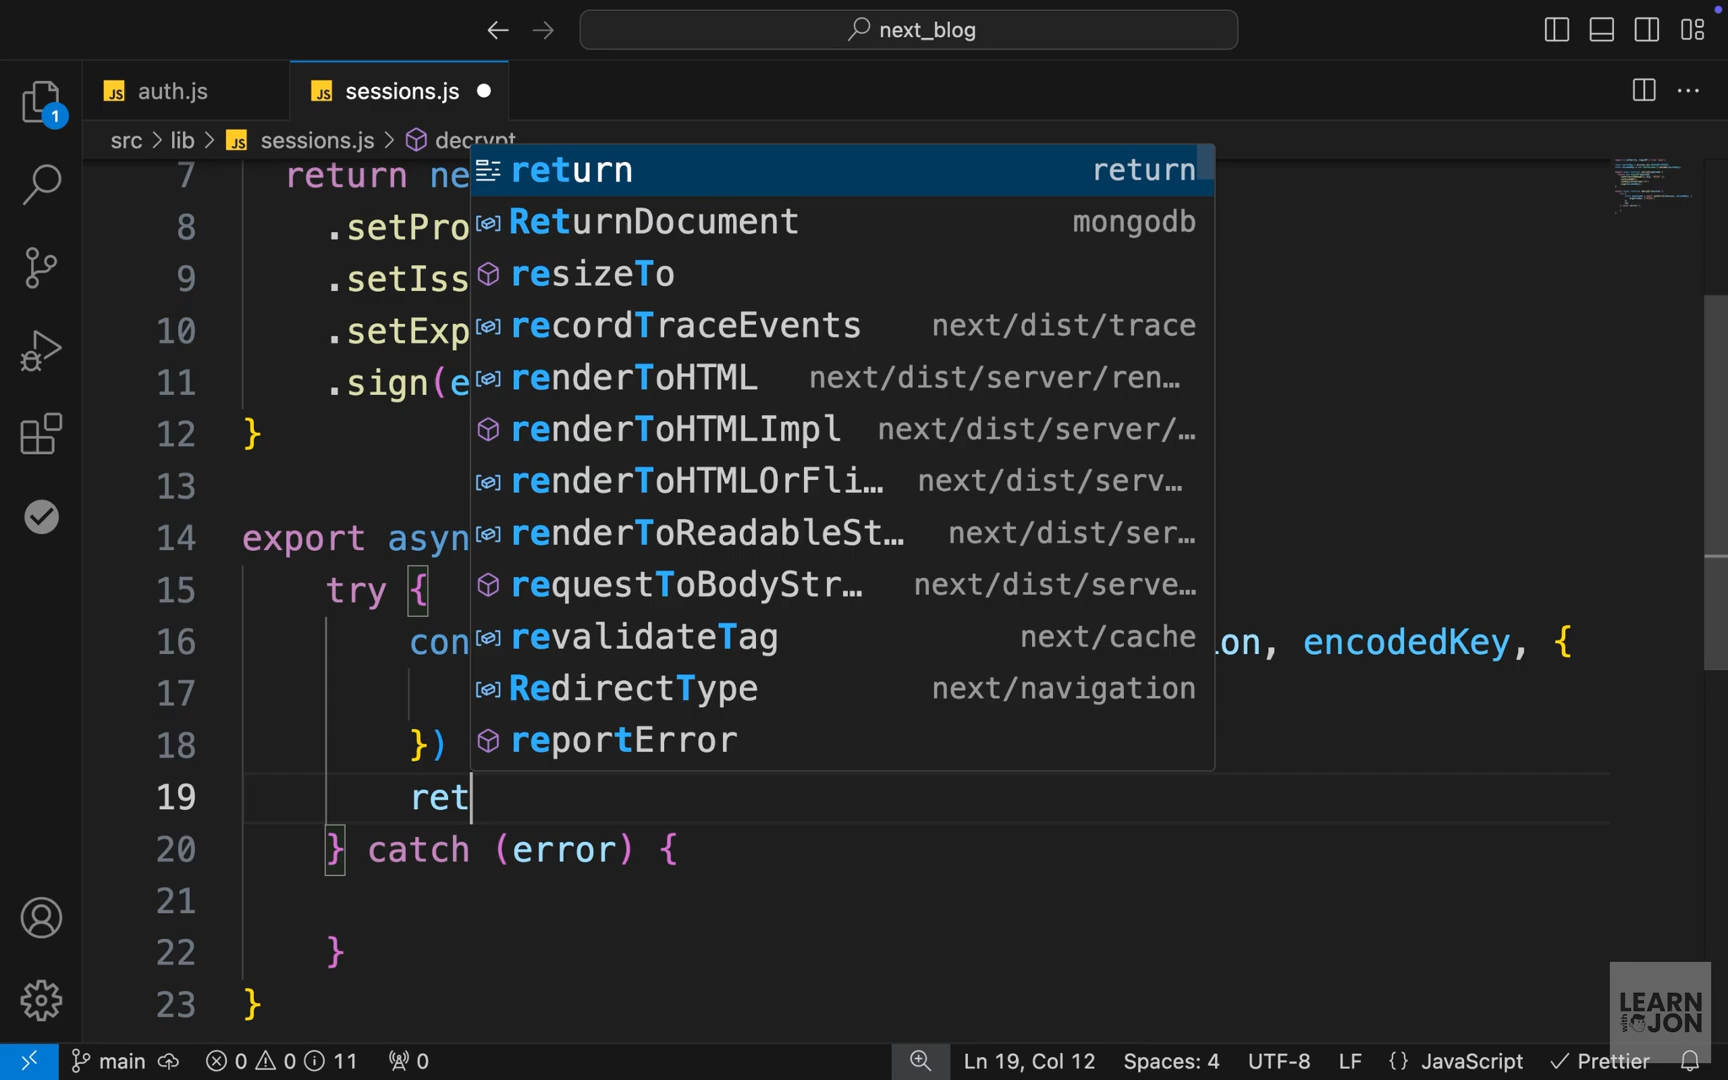 next_blog
1
JS auth.js
JS sessions.js
src > lib > JS sessions.js > decrypt
7 return ne
8 .setPro
9 .setIss
10 .setExp
11 .sign(e
12 }
13
14 export asyn
15 try {
16 con on, encodedKey, {
17
18 })
19 ret
20 } catch (error) {
21
22 }
23 }
return return
ReturnDocument mongodb
resizeTo
recordTraceEvents next/dist/trace
renderToHTML next/dist/server/ren…
renderToHTMLImpl next/dist/server/…
renderToHTMLOrFli… next/dist/serv…
renderToReadableSt… next/dist/ser…
requestToBodyStr… next/dist/serve…
revalidateTag next/cache
RedirectType next/navigation
reportError
LEARN
with JON
main 0 0 11 0 Ln 19, Col 12 Spaces: 4 UTF-8 LF {} JavaScript Prettier